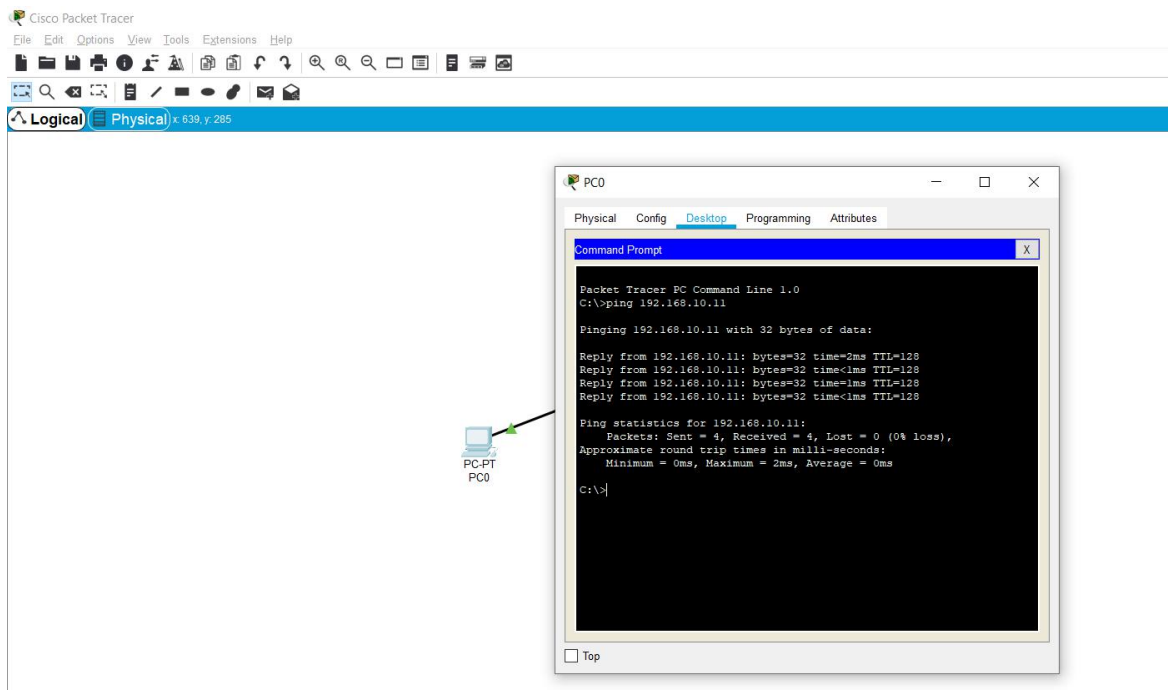 Cisco Packet Tracer
File Edit Options View Tools Extensions Help
Logical Physical x: 639, y: 285
PC0
Physical Config Desktop Programming Attributes
Command Prompt X
Packet Tracer PC Command Line 1.0
C:\>ping 192.168.10.11
Pinging 192.168.10.11 with 32 bytes of data:
Reply from 192.168.10.11: bytes=32 time=2ms TTL=128
Reply from 192.168.10.11: bytes=32 time<1ms TTL=128
Reply from 192.168.10.11: bytes=32 time=1ms TTL=128
Reply from 192.168.10.11: bytes=32 time<1ms TTL=128
Ping statistics for 192.168.10.11:
Packets: Sent = 4, Received = 4, Lost = 0 (0% loss),
Approximate round trip times in milli-seconds:
Minimum = 0ms, Maximum = 2ms, Average = 0ms
C:\>
PC-PT
PC0
Top